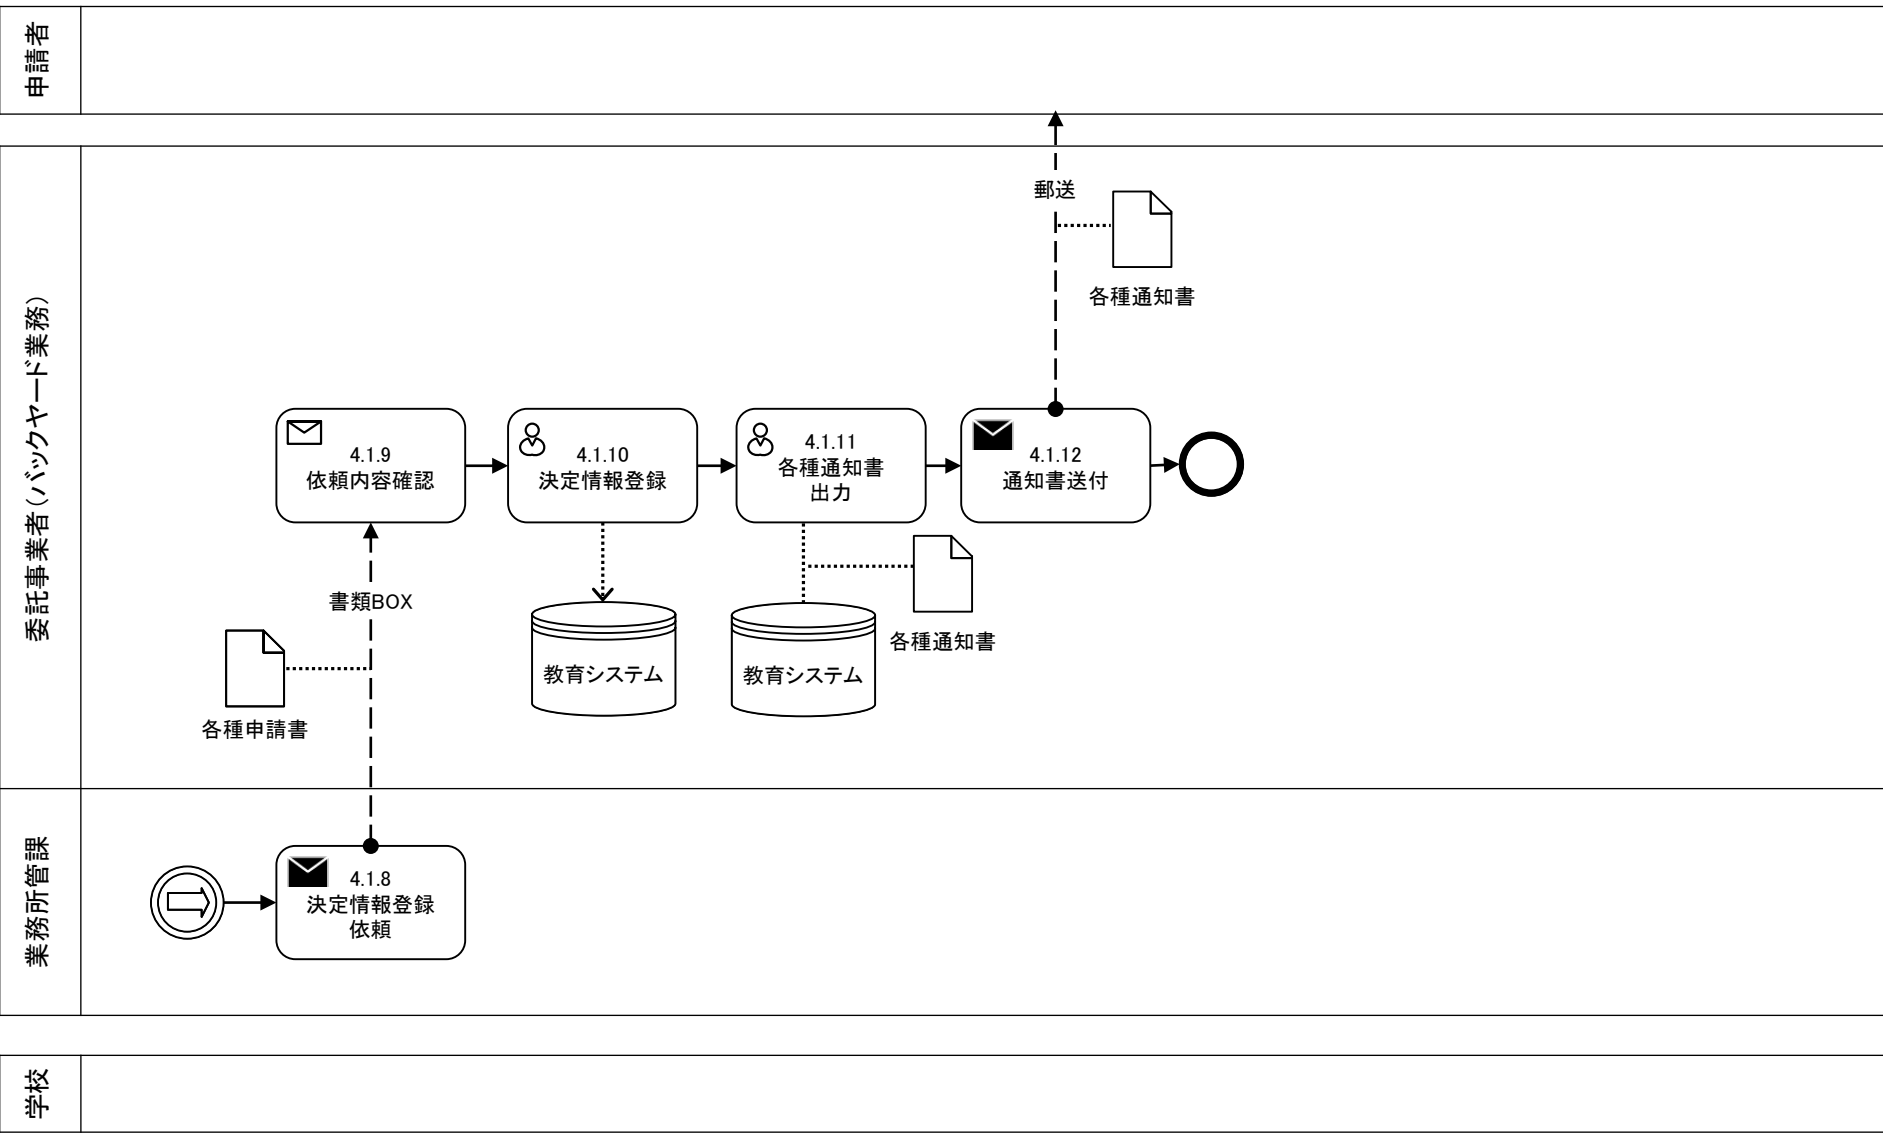 申請者
郵送
各種通知書
委託事業者（バックヤード業務）
4.1.9
依頼内容確認
4.1.10
決定情報登録
4.1.11
各種通知書
出力
4.1.12
通知書送付
書類BOX
各種申請書
教育システム
教育システム
各種通知書
業務所管課
4.1.8
決定情報登録
依頼
学校